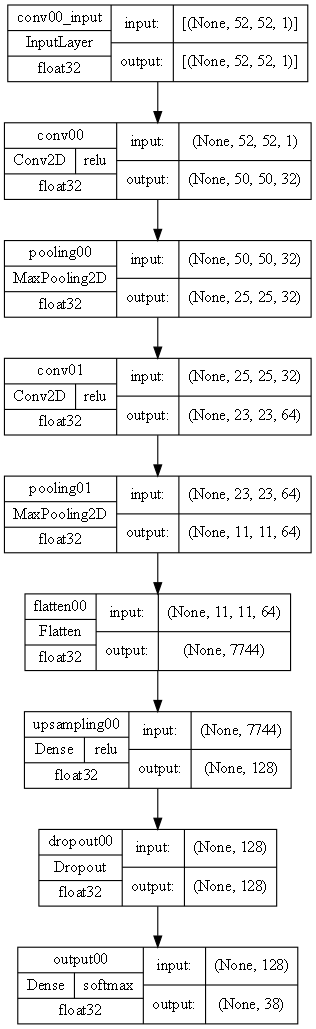 conv00_input input: [(None, 52, 52, 1)]
InputLayer
float32 output: [(None, 52, 52, 1)]
conv00 input: (None, 52, 52, 1)
Conv2D relu
float32 output: (None, 50, 50, 32)
pooling00 input: (None, 50, 50, 32)
MaxPooling2D
float32 output: (None, 25, 25, 32)
conv01 input: (None, 25, 25, 32)
Conv2D relu
float32 output: (None, 23, 23, 64)
pooling01 input: (None, 23, 23, 64)
MaxPooling2D
float32 output: (None, 11, 11, 64)
flatten00 input: (None, 11, 11, 64)
Flatten
float32 output: (None, 7744)
upsampling00 input: (None, 7744)
Dense relu
float32 output: (None, 128)
dropout00 input: (None, 128)
Dropout
float32 output: (None, 128)
output00 input: (None, 128)
Dense softmax
float32 output: (None, 38)